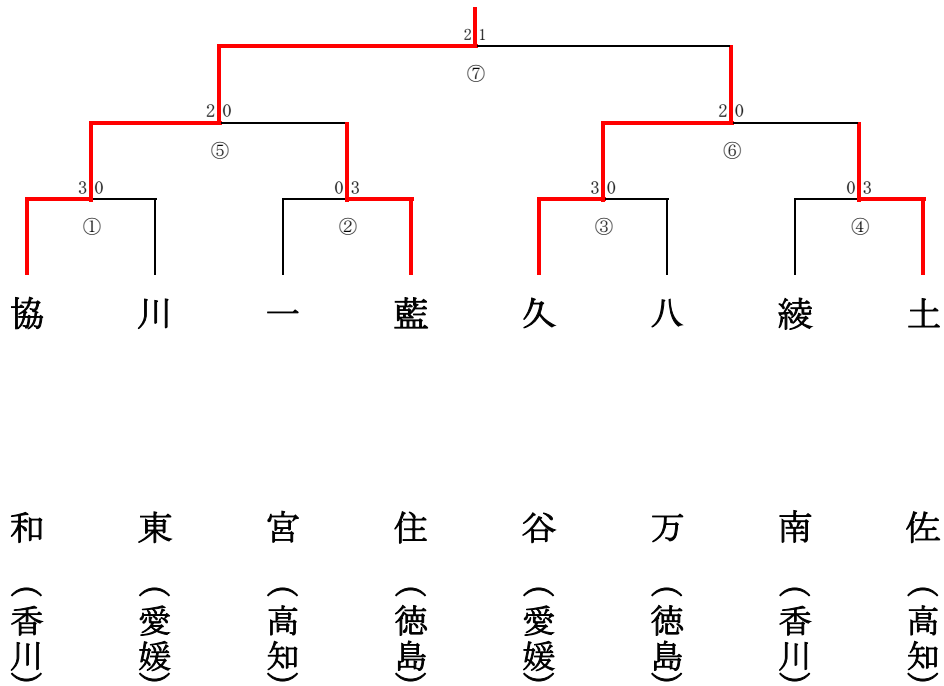 2 1
⑦
2 0
2 0
⑤
⑥
3 0
0 3
3 0
0 3
①
②
③
④
協和（香川）
川東（愛媛）
一宮（高知）
藍住（徳島）
久谷（愛媛）
八万（徳島）
綾南（香川）
土佐（高知）